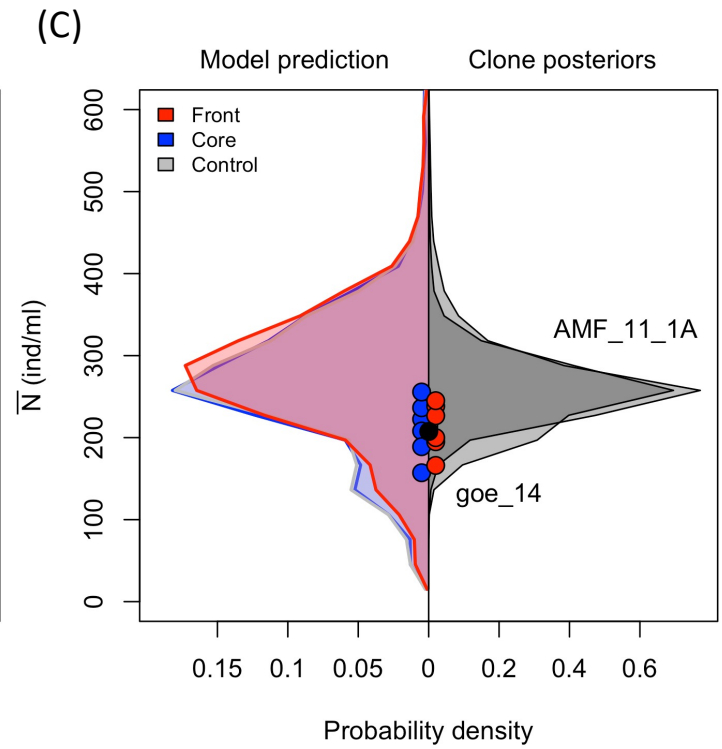 (C)
Model prediction Clone posteriors
Front
Core
Control
600
500
400
300
200
100
0
N̅ (ind/ml)
AMF_11_1A
goe_14
0.15 0.1 0.05 0 0.2 0.4 0.6
Probability density